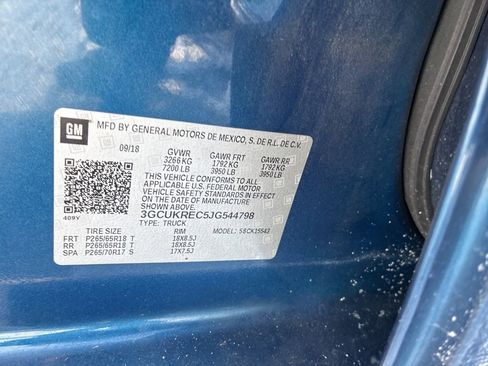 GM
MFD BY GENERAL MOTORS DE MEXICO, S. DE R.L. DE C.V.
09/18 GVWR GAWR FRT GAWR RR
3266 KG 1792 KG 1792 KG
7200 LB 3950 LB 3950 LB
THIS VEHICLE CONFORMS TO ALL
APPLICABLE U.S. FEDERAL MOTOR
VEHICLE SAFETY STANDARDS IN EFFECT
ON THE DATE OF MANUFACTURE
SHOWN ABOVE.
3GCUKREC5JG544798
TYPE: TRUCK
409V
TIRE SIZE RIM MODEL: 58CK15542
FRT P265/65R18 T 18X8.5J
RR P265/65R18 T 18X8.5J
SPA P265/70R17 S 17X7.5J